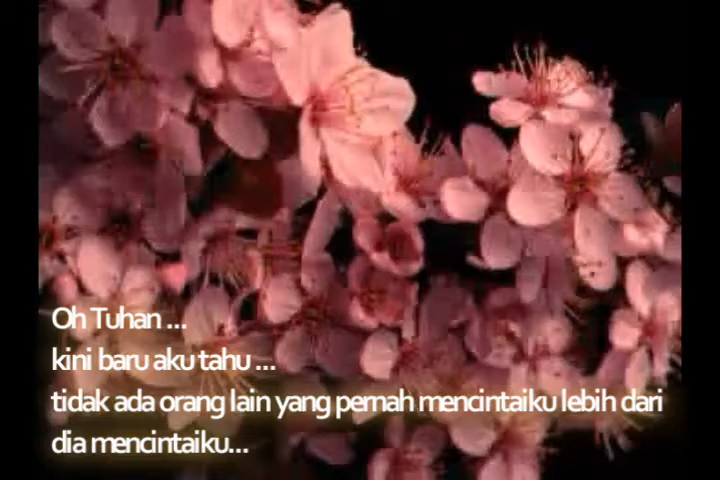 Oh Tuhan ...
kini baru aku tahu ...
tidak ada orang lain yang pernah mencintaiku lebih dari
dia mencintaiku...